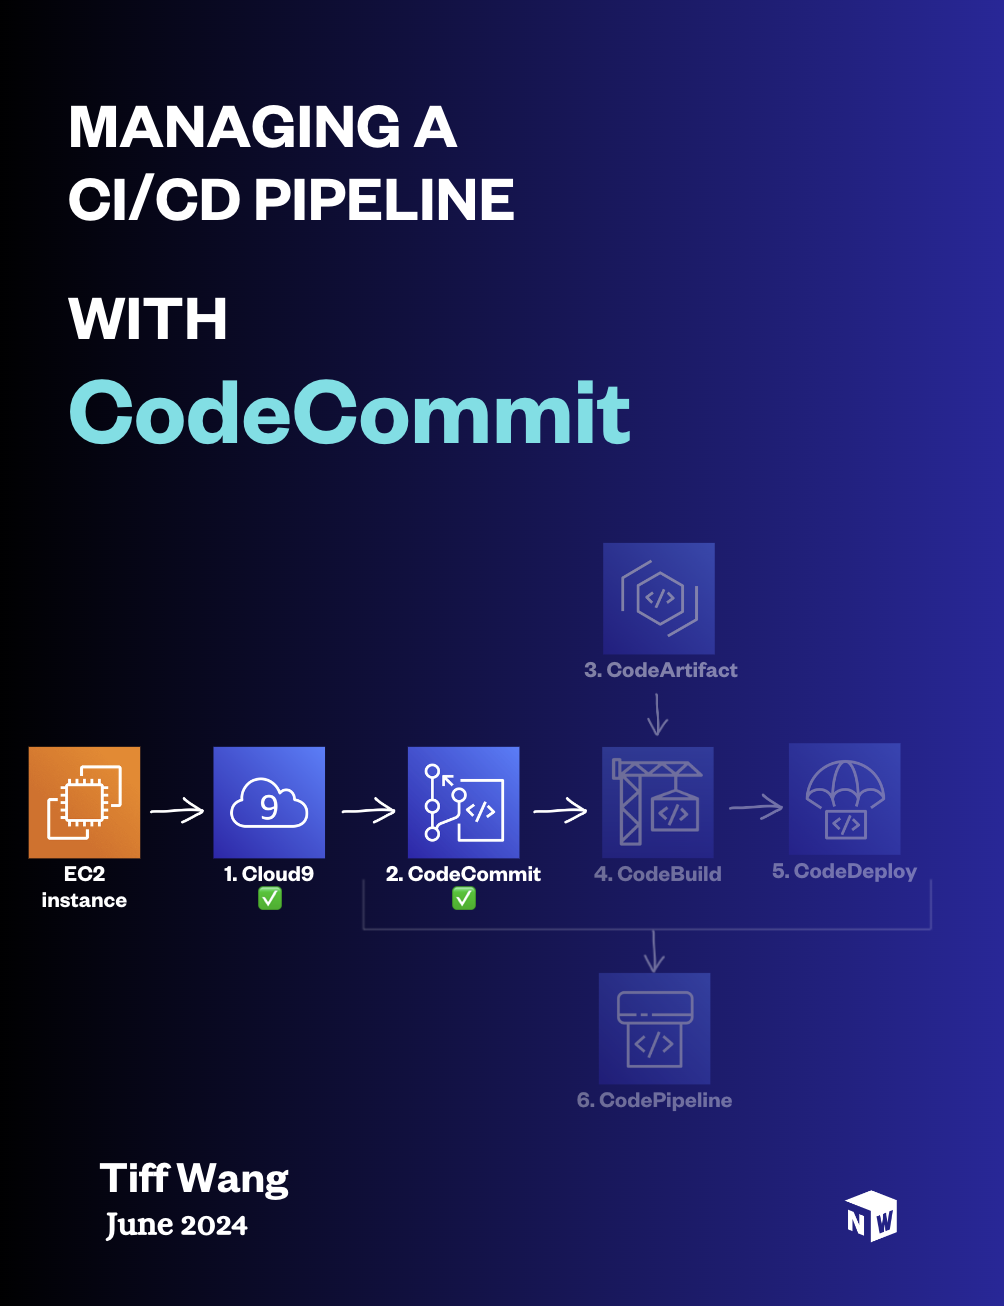 MANAGING A
CI/CD PIPELINE
WITH
CodeCommit
</>
3. CodeArtifact
9
</>
</>
</>
EC2
instance
1. Cloud9
2. CodeCommit
4. CodeBuild
5. CodeDeploy
</>
6. CodePipeline
Tiff Wang
June 2024
NW